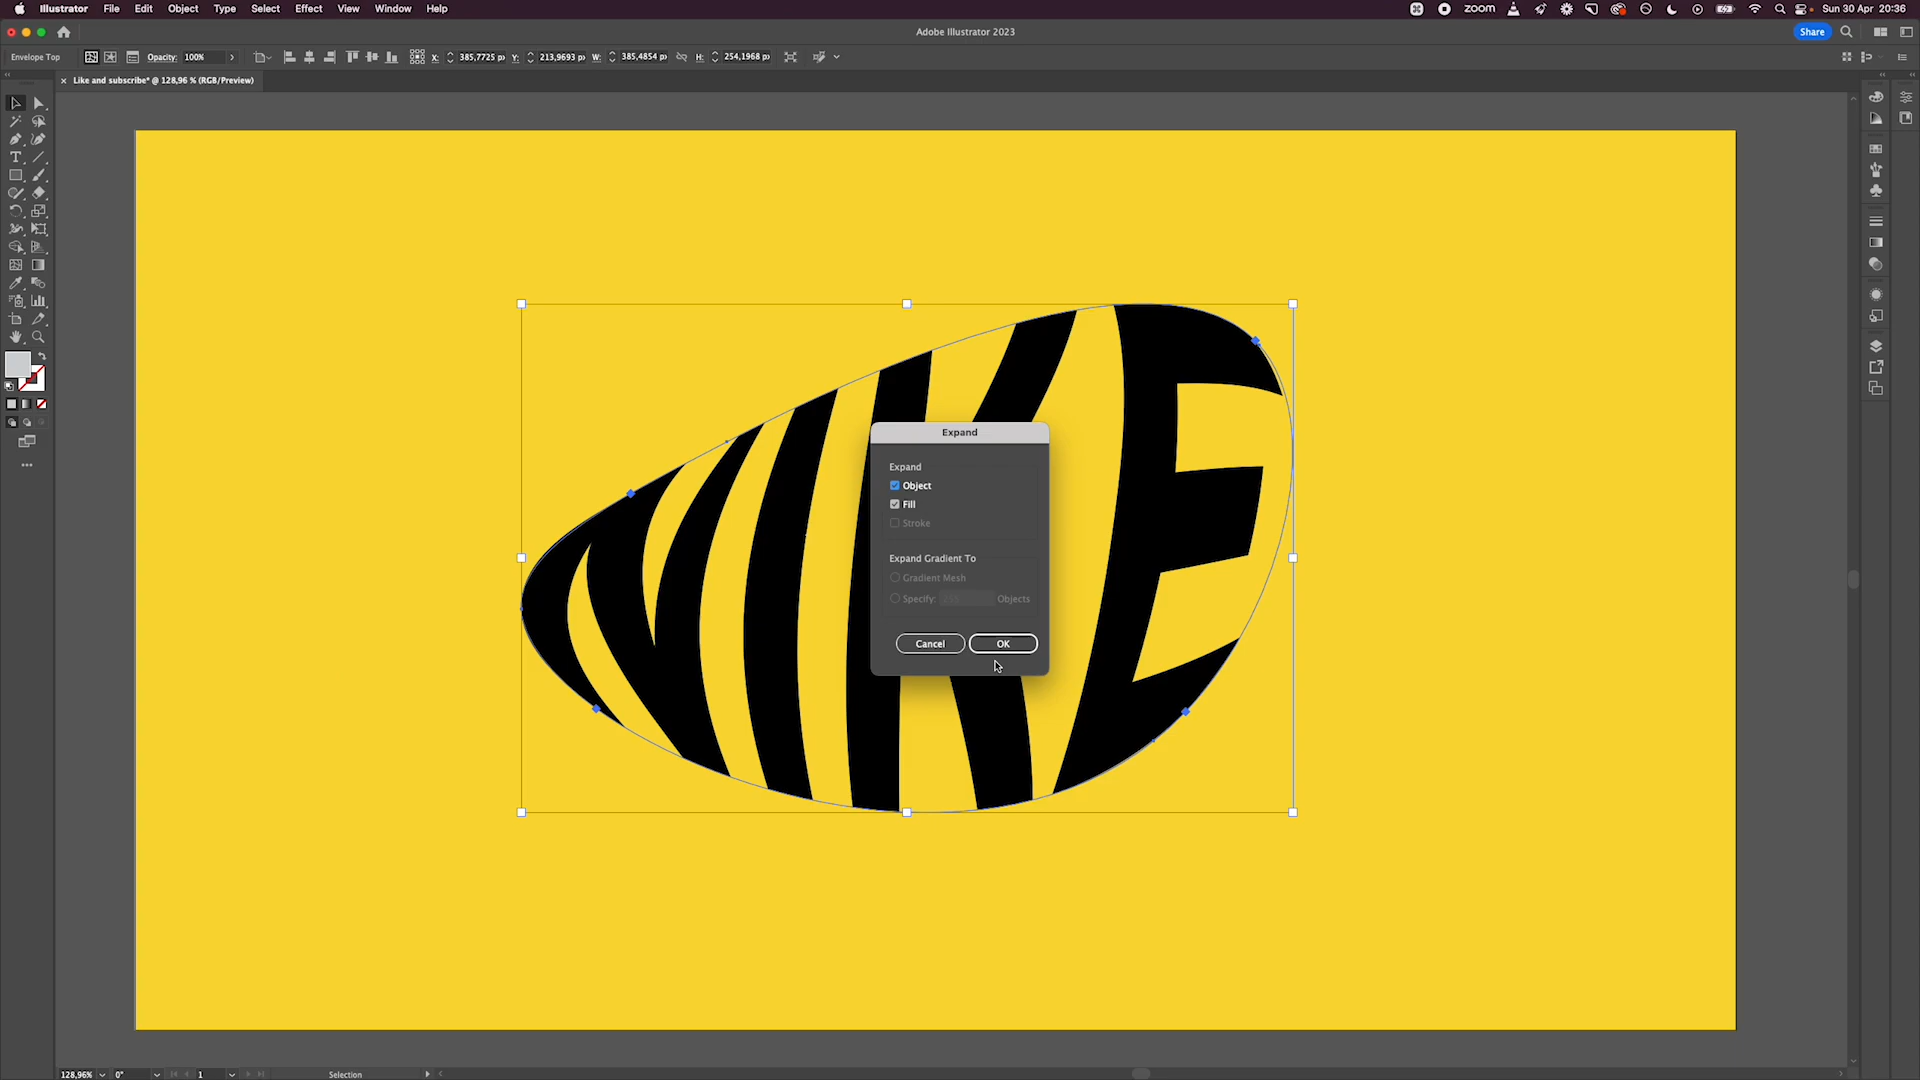 Illustrator File Edit Object Type Select Effect View Window Help
zoom
Sun 30 Apr 20:36
Adobe Illustrator 2023
Share
Envelope Top
Opacity: 100%
X: 385,7725 p
Y: 213,9693 p
W: 385,4854 p
H: 254,1968 p
× Like and subscribe* @ 128,96 % (RGB/Preview)
NIKE
Expand
Expand
Object
Fill
Stroke
Expand Gradient To
Gradient Mesh
Specify: 255 Objects
Cancel OK
128,96% 0° 1 Selection